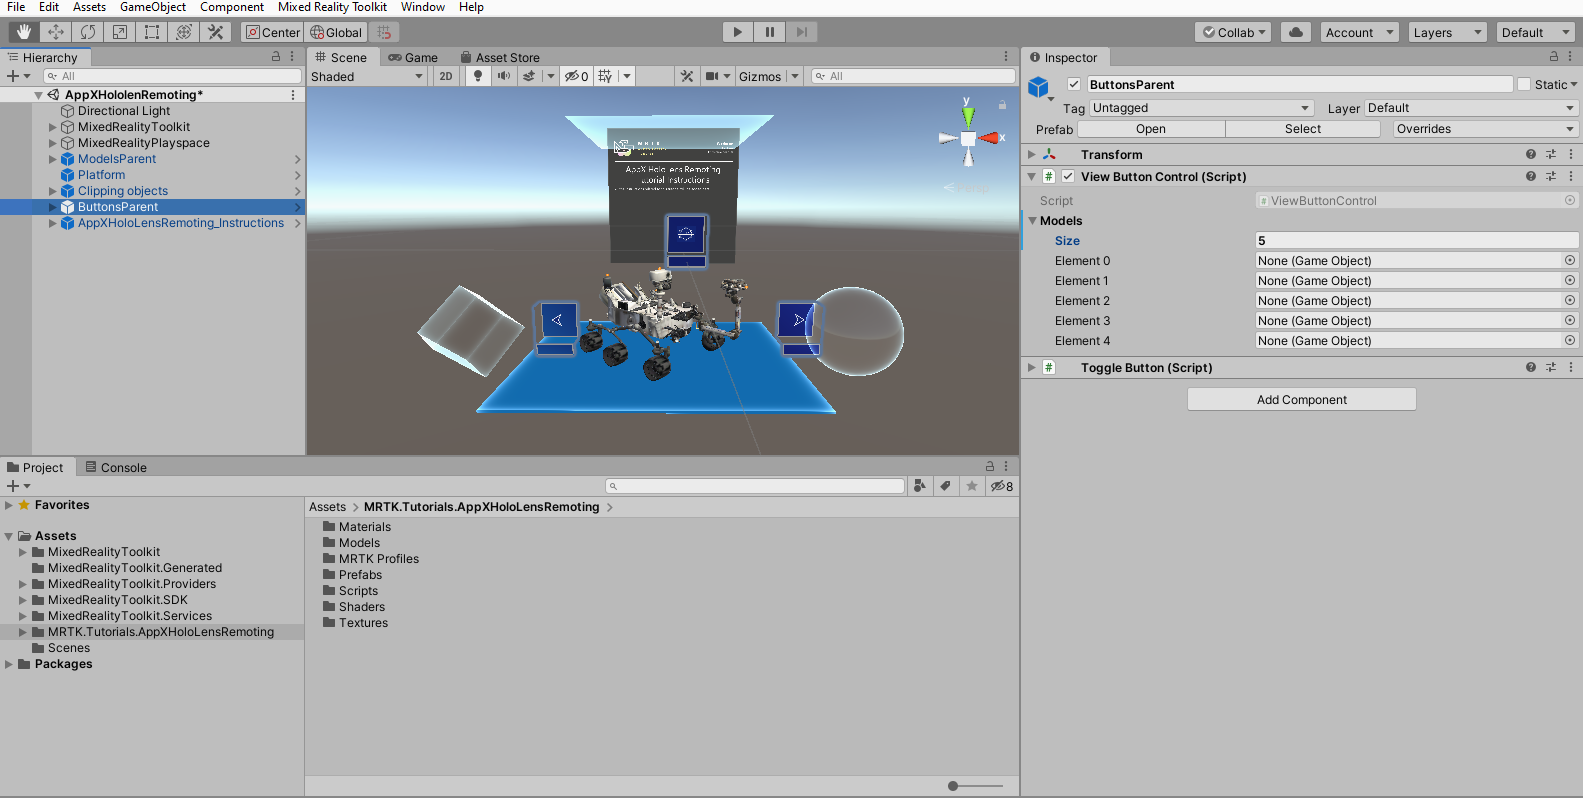 File Edit Assets GameObject Component Mixed Reality Toolkit Window Help
Center Global Collab Account Layers Default
Hierarchy
All
AppXHololenRemoting*
Directional Light
MixedRealityToolkit
MixedRealityPlayspace
ModelsParent
Platform
Clipping objects
ButtonsParent
AppXHoloLensRemoting_Instructions
Scene Game Asset Store
Shaded 2D 0 Gizmos All
y
x
Persp
M R T K
AppX HoloLens Remoting
utorial Instructions
Inspector
ButtonsParent Static
Tag Untagged Layer Default
Prefab Open Select Overrides
Transform
# View Button Control (Script)
Script # ViewButtonControl
Models
Size 5
Element 0 None (Game Object)
Element 1 None (Game Object)
Element 2 None (Game Object)
Element 3 None (Game Object)
Element 4 None (Game Object)
# Toggle Button (Script)
Add Component
Project Console
8
Favorites
Assets
MixedRealityToolkit
MixedRealityToolkit.Generated
MixedRealityToolkit.Providers
MixedRealityToolkit.SDK
MixedRealityToolkit.Services
MRTK.Tutorials.AppXHoloLensRemoting
Scenes
Packages
Assets > MRTK.Tutorials.AppXHoloLensRemoting >
Materials
Models
MRTK Profiles
Prefabs
Scripts
Shaders
Textures